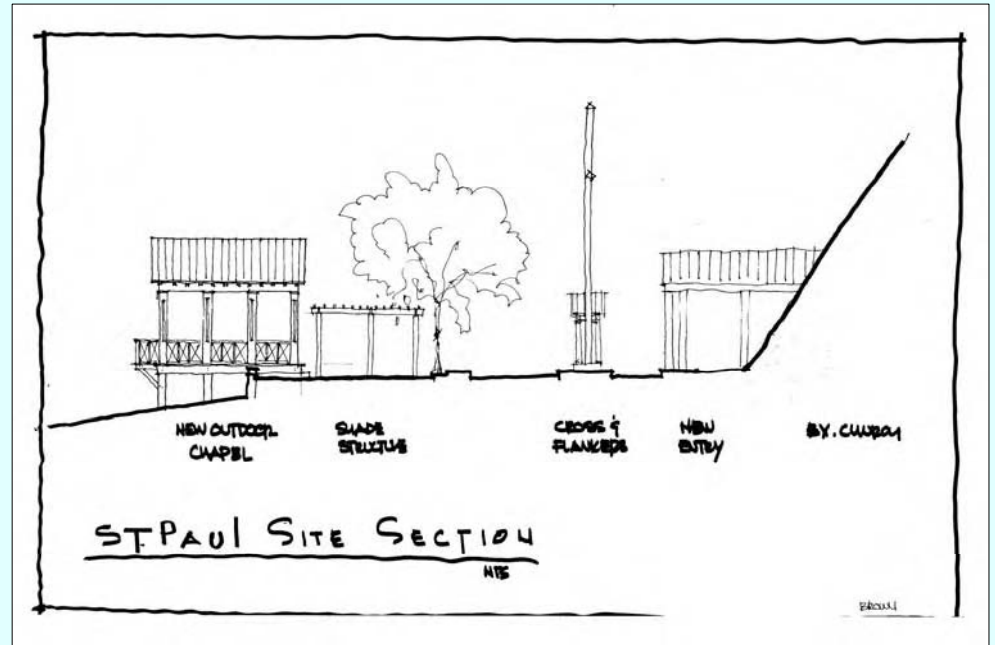 NEW OUTDOOR
CHAPEL
SHADE
STRUCTURE
CROSS &
FLANKERS
NEW
ENTRY
EX. CHURCH
ST. PAUL SITE SECTION
NTS
BROWN